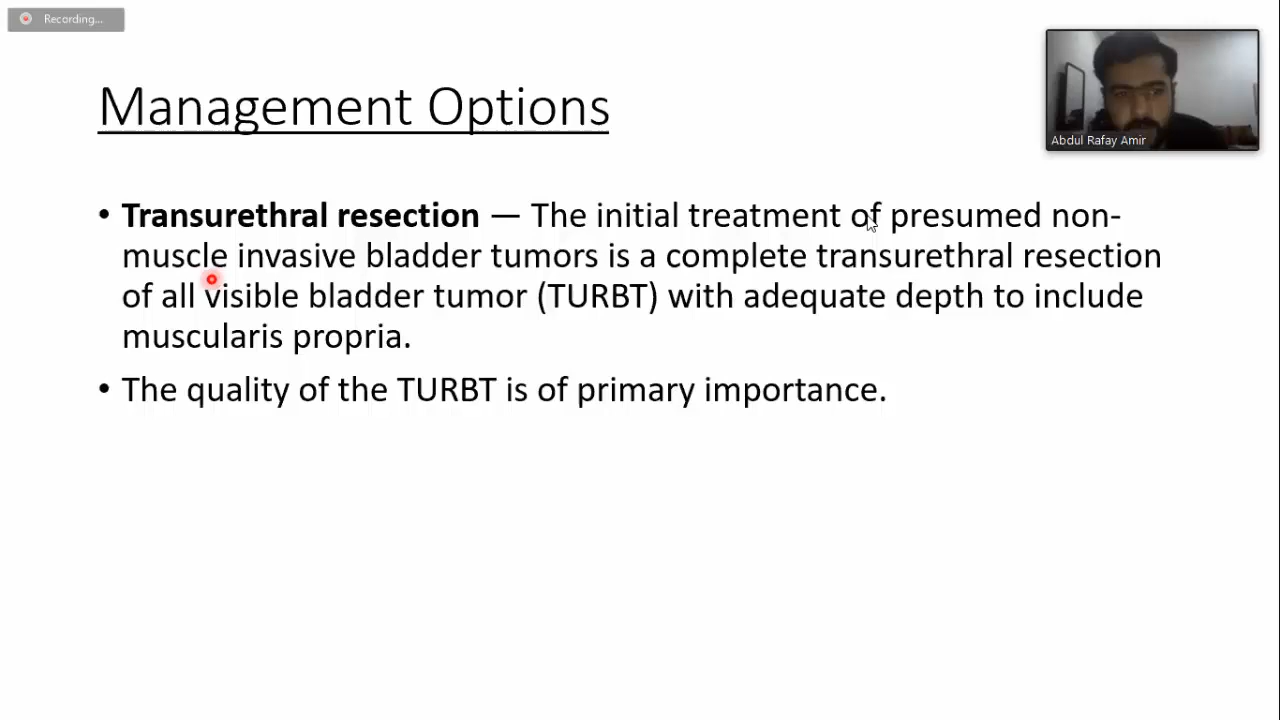 Recording...
Management Options
Abdul Rafay Amir
• Transurethral resection — The initial treatment of presumed non-
muscle invasive bladder tumors is a complete transurethral resection
of all visible bladder tumor (TURBT) with adequate depth to include
muscularis propria.
• The quality of the TURBT is of primary importance.